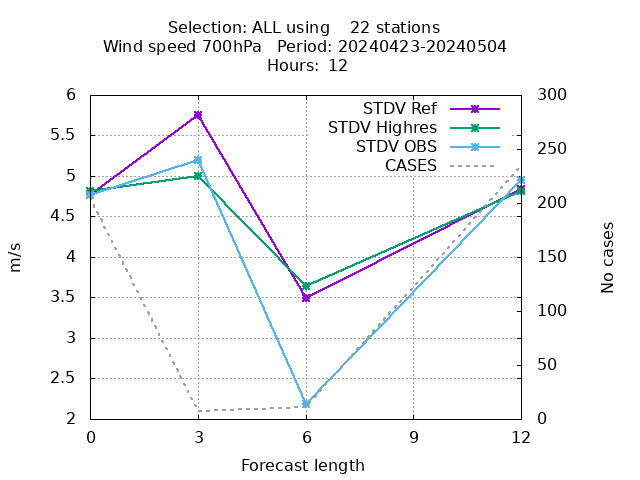 Selection: ALL using    22 stations
Wind speed 700hPa   Period: 20240423-20240504
Hours:  12
STDV Ref
STDV Highres
STDV OBS
CASES
6
5.5
5
4.5
4
3.5
3
2.5
2
300
250
200
150
100
50
0
m/s
No cases
0
3
6
9
12
Forecast length